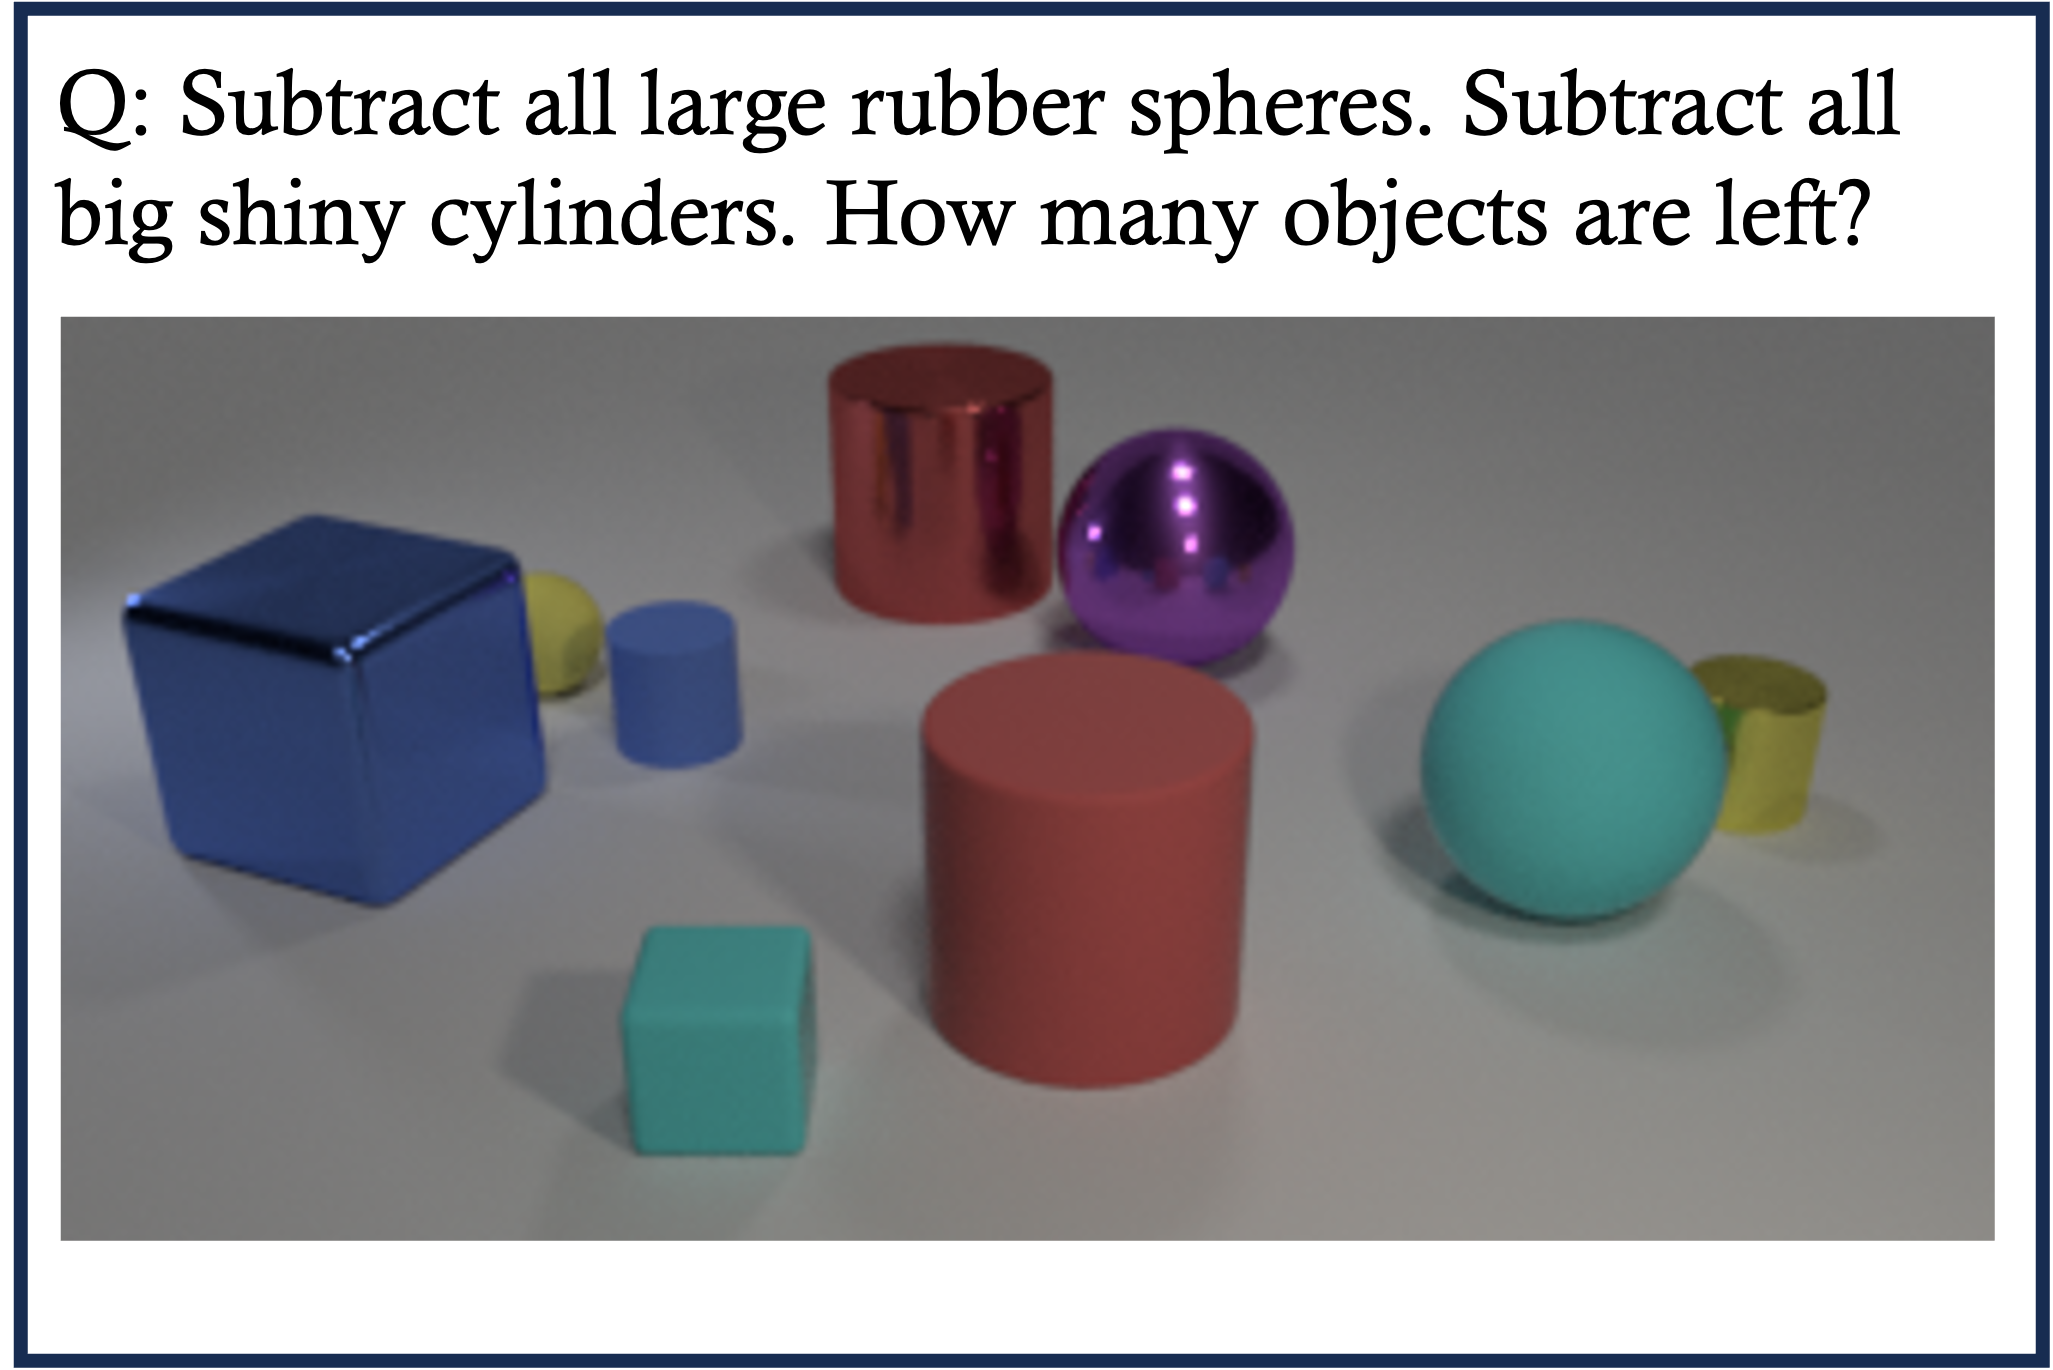 Q: Subtract all large rubber spheres. Subtract all
big shiny cylinders. How many objects are left?